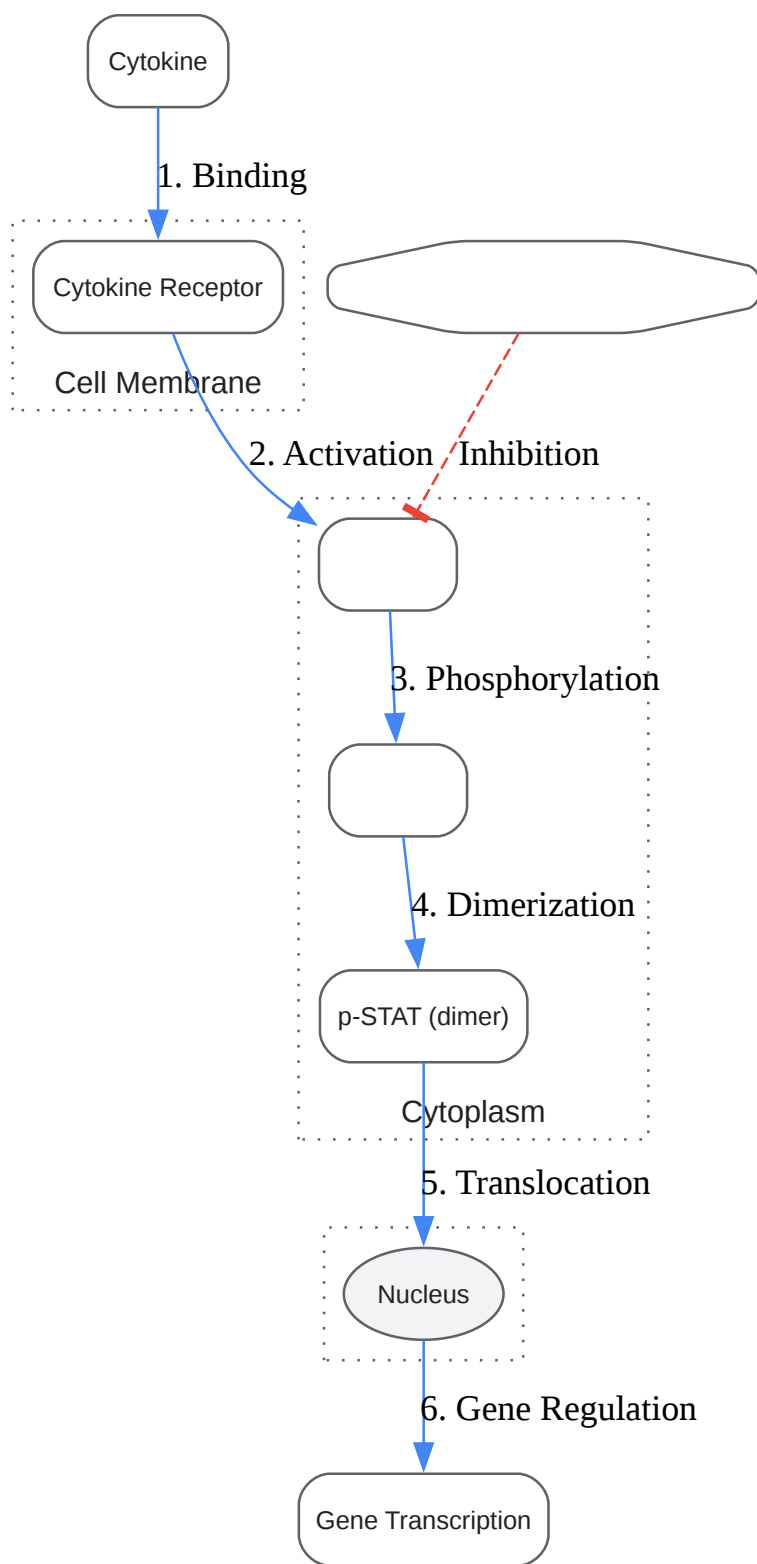 Cytokine
1. Binding
Cytokine Receptor
Cell Membrane
2. Activation
Inhibition
3. Phosphorylation
4. Dimerization
p-STAT (dimer)
Cytoplasm
5. Translocation
Nucleus
6. Gene Regulation
Gene Transcription